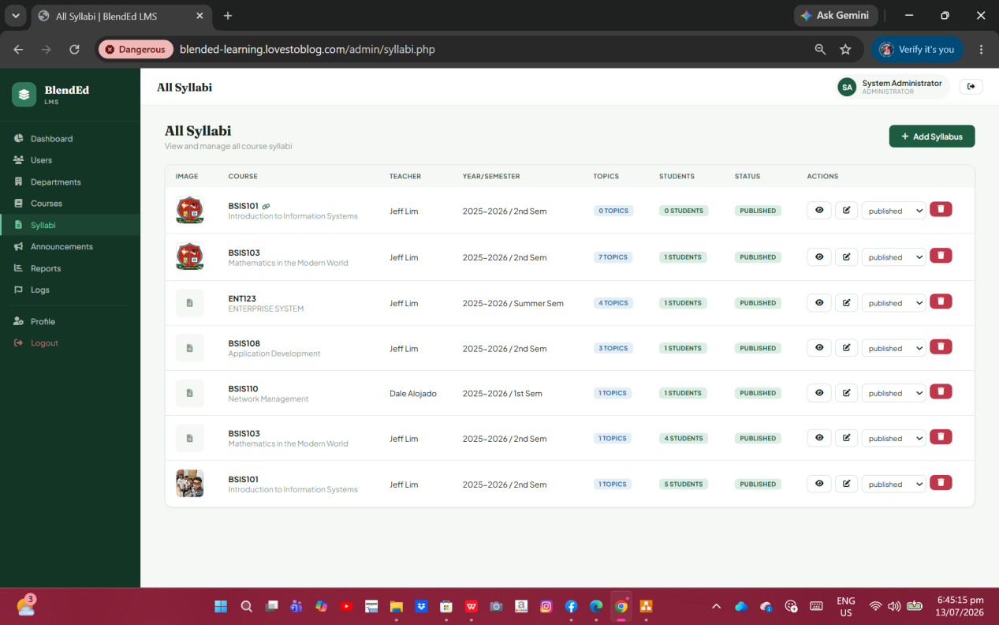 All Syllabi | BlendEd LMS
Ask Gemini
Dangerous
blended-learning.lovestoblog.com/admin/syllabi.php
Verify it's you
BlendEd
LMS
All Syllabi
SA
System Administrator
ADMINISTRATOR
Dashboard
Users
Departments
Courses
Syllabi
Announcements
Reports
Logs
Profile
Logout
All Syllabi
View and manage all course syllabi
+ Add Syllabus
IMAGE COURSE TEACHER YEAR/SEMESTER TOPICS STUDENTS STATUS ACTIONS
BSIS101
Introduction to Information Systems
Jeff Lim 2025-2026 / 2nd Sem 0 TOPICS 0 STUDENTS PUBLISHED published
BSIS103
Mathematics in the Modern World
Jeff Lim 2025-2026 / 2nd Sem 7 TOPICS 1 STUDENTS PUBLISHED published
ENT123
ENTERPRISE SYSTEM
Jeff Lim 2025-2026 / Summer Sem 4 TOPICS 1 STUDENTS PUBLISHED published
BSIS108
Application Development
Jeff Lim 2025-2026 / 2nd Sem 3 TOPICS 1 STUDENTS PUBLISHED published
BSIS110
Network Management
Dale Alojado 2025-2026 / 1st Sem 1 TOPICS 1 STUDENTS PUBLISHED published
BSIS103
Mathematics in the Modern World
Jeff Lim 2025-2026 / 2nd Sem 1 TOPICS 4 STUDENTS PUBLISHED published
BSIS101
Introduction to Information Systems
Jeff Lim 2025-2026 / 2nd Sem 1 TOPICS 5 STUDENTS PUBLISHED published
3
ENG
US
6:45:15 pm
13/07/2026